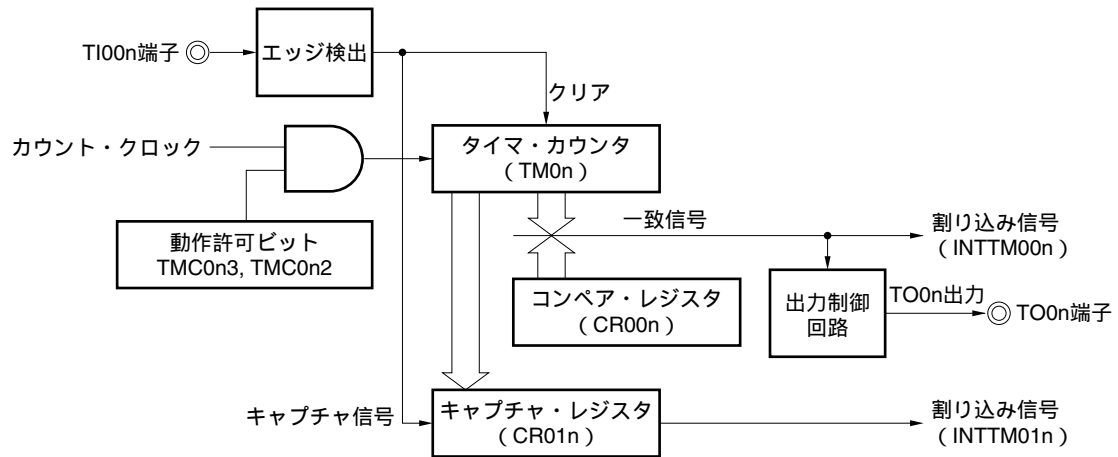 TI00n端子
エッジ検出
クリア
カウント・クロック
タイマ・カウンタ
（TM0n）
動作許可ビット
TMC0n3, TMC0n2
一致信号
割り込み信号
（INTTM00n）
コンペア・レジスタ
（CR00n）
出力制御
回路
TO0n出力
TO0n端子
キャプチャ信号
キャプチャ・レジスタ
（CR01n）
割り込み信号
（INTTM01n）